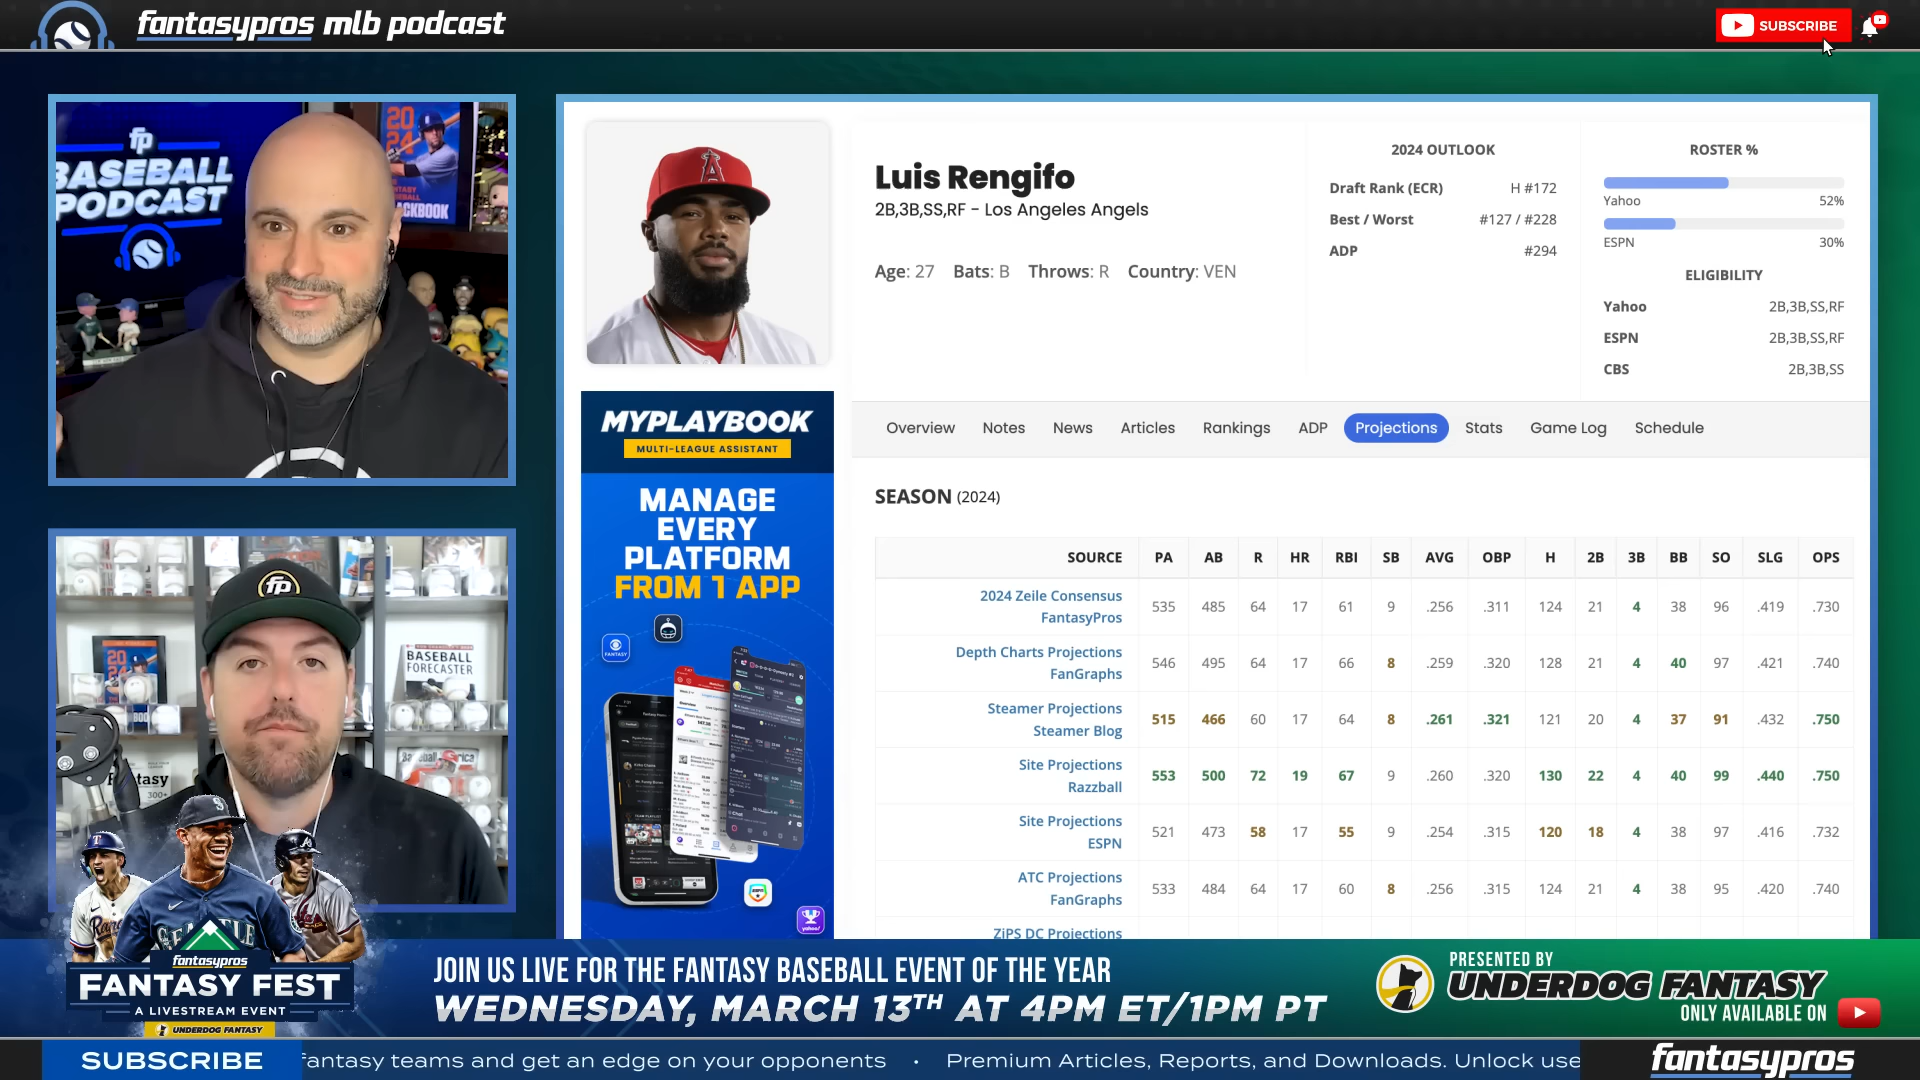 fantasypros mlb podcast
SUBSCRIBE
fp
BASEBALL
PODCAST
2024
Luis Rengifo
2B,3B,SS,RF - Los Angeles Angels
Age: 27 Bats: B Throws: R Country: VEN
2024 OUTLOOK
Draft Rank (ECR) H #172
Best / Worst #127 / #228
ADP #294
ROSTER %
Yahoo 52%
ESPN 30%
ELIGIBILITY
Yahoo 2B,3B,SS,RF
ESPN 2B,3B,SS,RF
CBS 2B,3B,SS
Overview Notes News Articles Rankings ADP Projections Stats Game Log Schedule
MYPLAYBOOK
MULTI-LEAGUE ASSISTANT
MANAGE
EVERY
PLATFORM
FROM 1 APP
SEASON (2024)
SOURCE PA AB R HR RBI SB AVG OBP H 2B 3B BB SO SLG OPS
2024 Zeile Consensus
FantasyPros 535 485 64 17 61 9 .256 .311 124 21 4 38 96 .419 .730
Depth Charts Projections
FanGraphs 546 495 64 17 66 8 .259 .320 128 21 4 40 97 .421 .740
Steamer Projections
Steamer Blog 515 466 60 17 64 8 .261 .321 121 20 4 37 91 .432 .750
Site Projections
Razzball 553 500 72 19 67 9 .260 .320 130 22 4 40 99 .440 .750
Site Projections
ESPN 521 473 58 17 55 9 .254 .315 120 18 4 38 97 .416 .732
ATC Projections
FanGraphs 533 484 64 17 60 8 .256 .315 124 21 4 38 95 .420 .740
ZiPS DC Projections
fp
BASEBALL
FORECASTER
SEATTLE
fantasypros
FANTASY FEST
A LIVESTREAM EVENT
UNDERDOG FANTASY
JOIN US LIVE FOR THE FANTASY BASEBALL EVENT OF THE YEAR
WEDNESDAY, MARCH 13TH AT 4PM ET/1PM PT
PRESENTED BY
UNDERDOG FANTASY
ONLY AVAILABLE ON
SUBSCRIBE
fantasy teams and get an edge on your opponents • Premium Articles, Reports, and Downloads. Unlock use
fantasypros